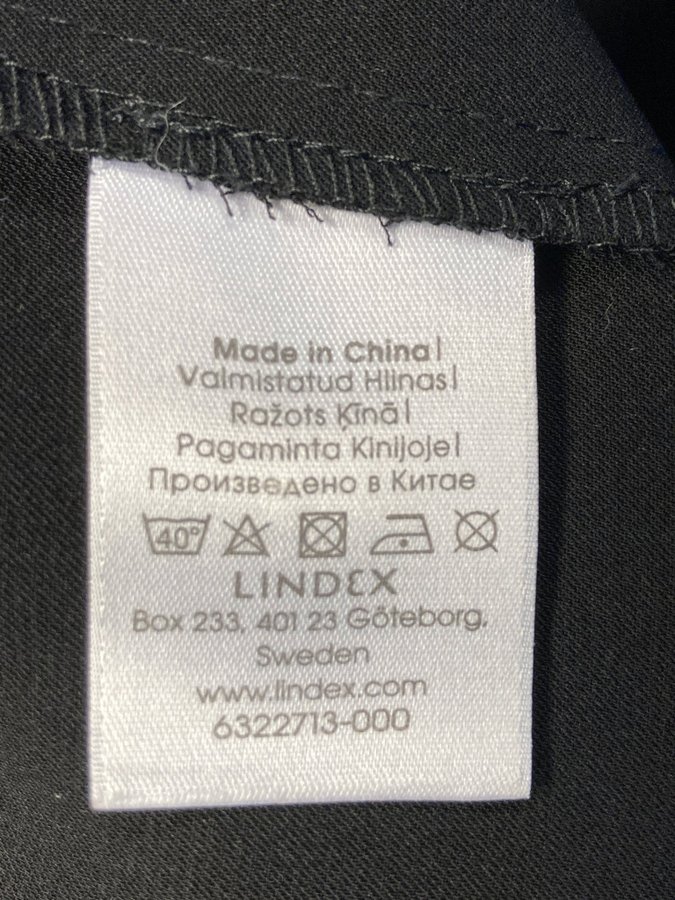 Made in China|
Valmistatud Hiinas|
Ražots Ķīnā|
Pagaminta Kinijoje|
Произведено в Китае
40°
LINDEX
Box 233, 401 23 Göteborg,
Sweden
www.lindex.com
6322713-000